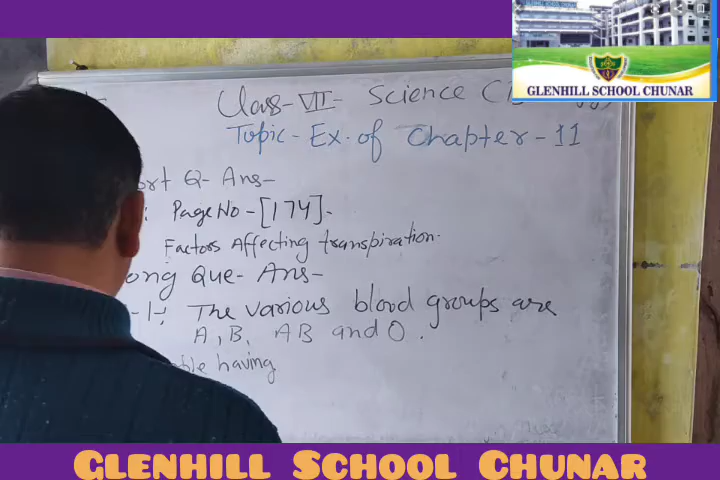 GLENHILL SCHOOL CHUNAR
Class-VII- Science
Topic-Ex. of Chapter-11
Q- Ans-
Page No-[174].
Factors Affecting transpiration.
Que- Ans-
1:- The various blood groups are
A, B, AB and O.
having
GLENHILL SCHOOL CHUNAR